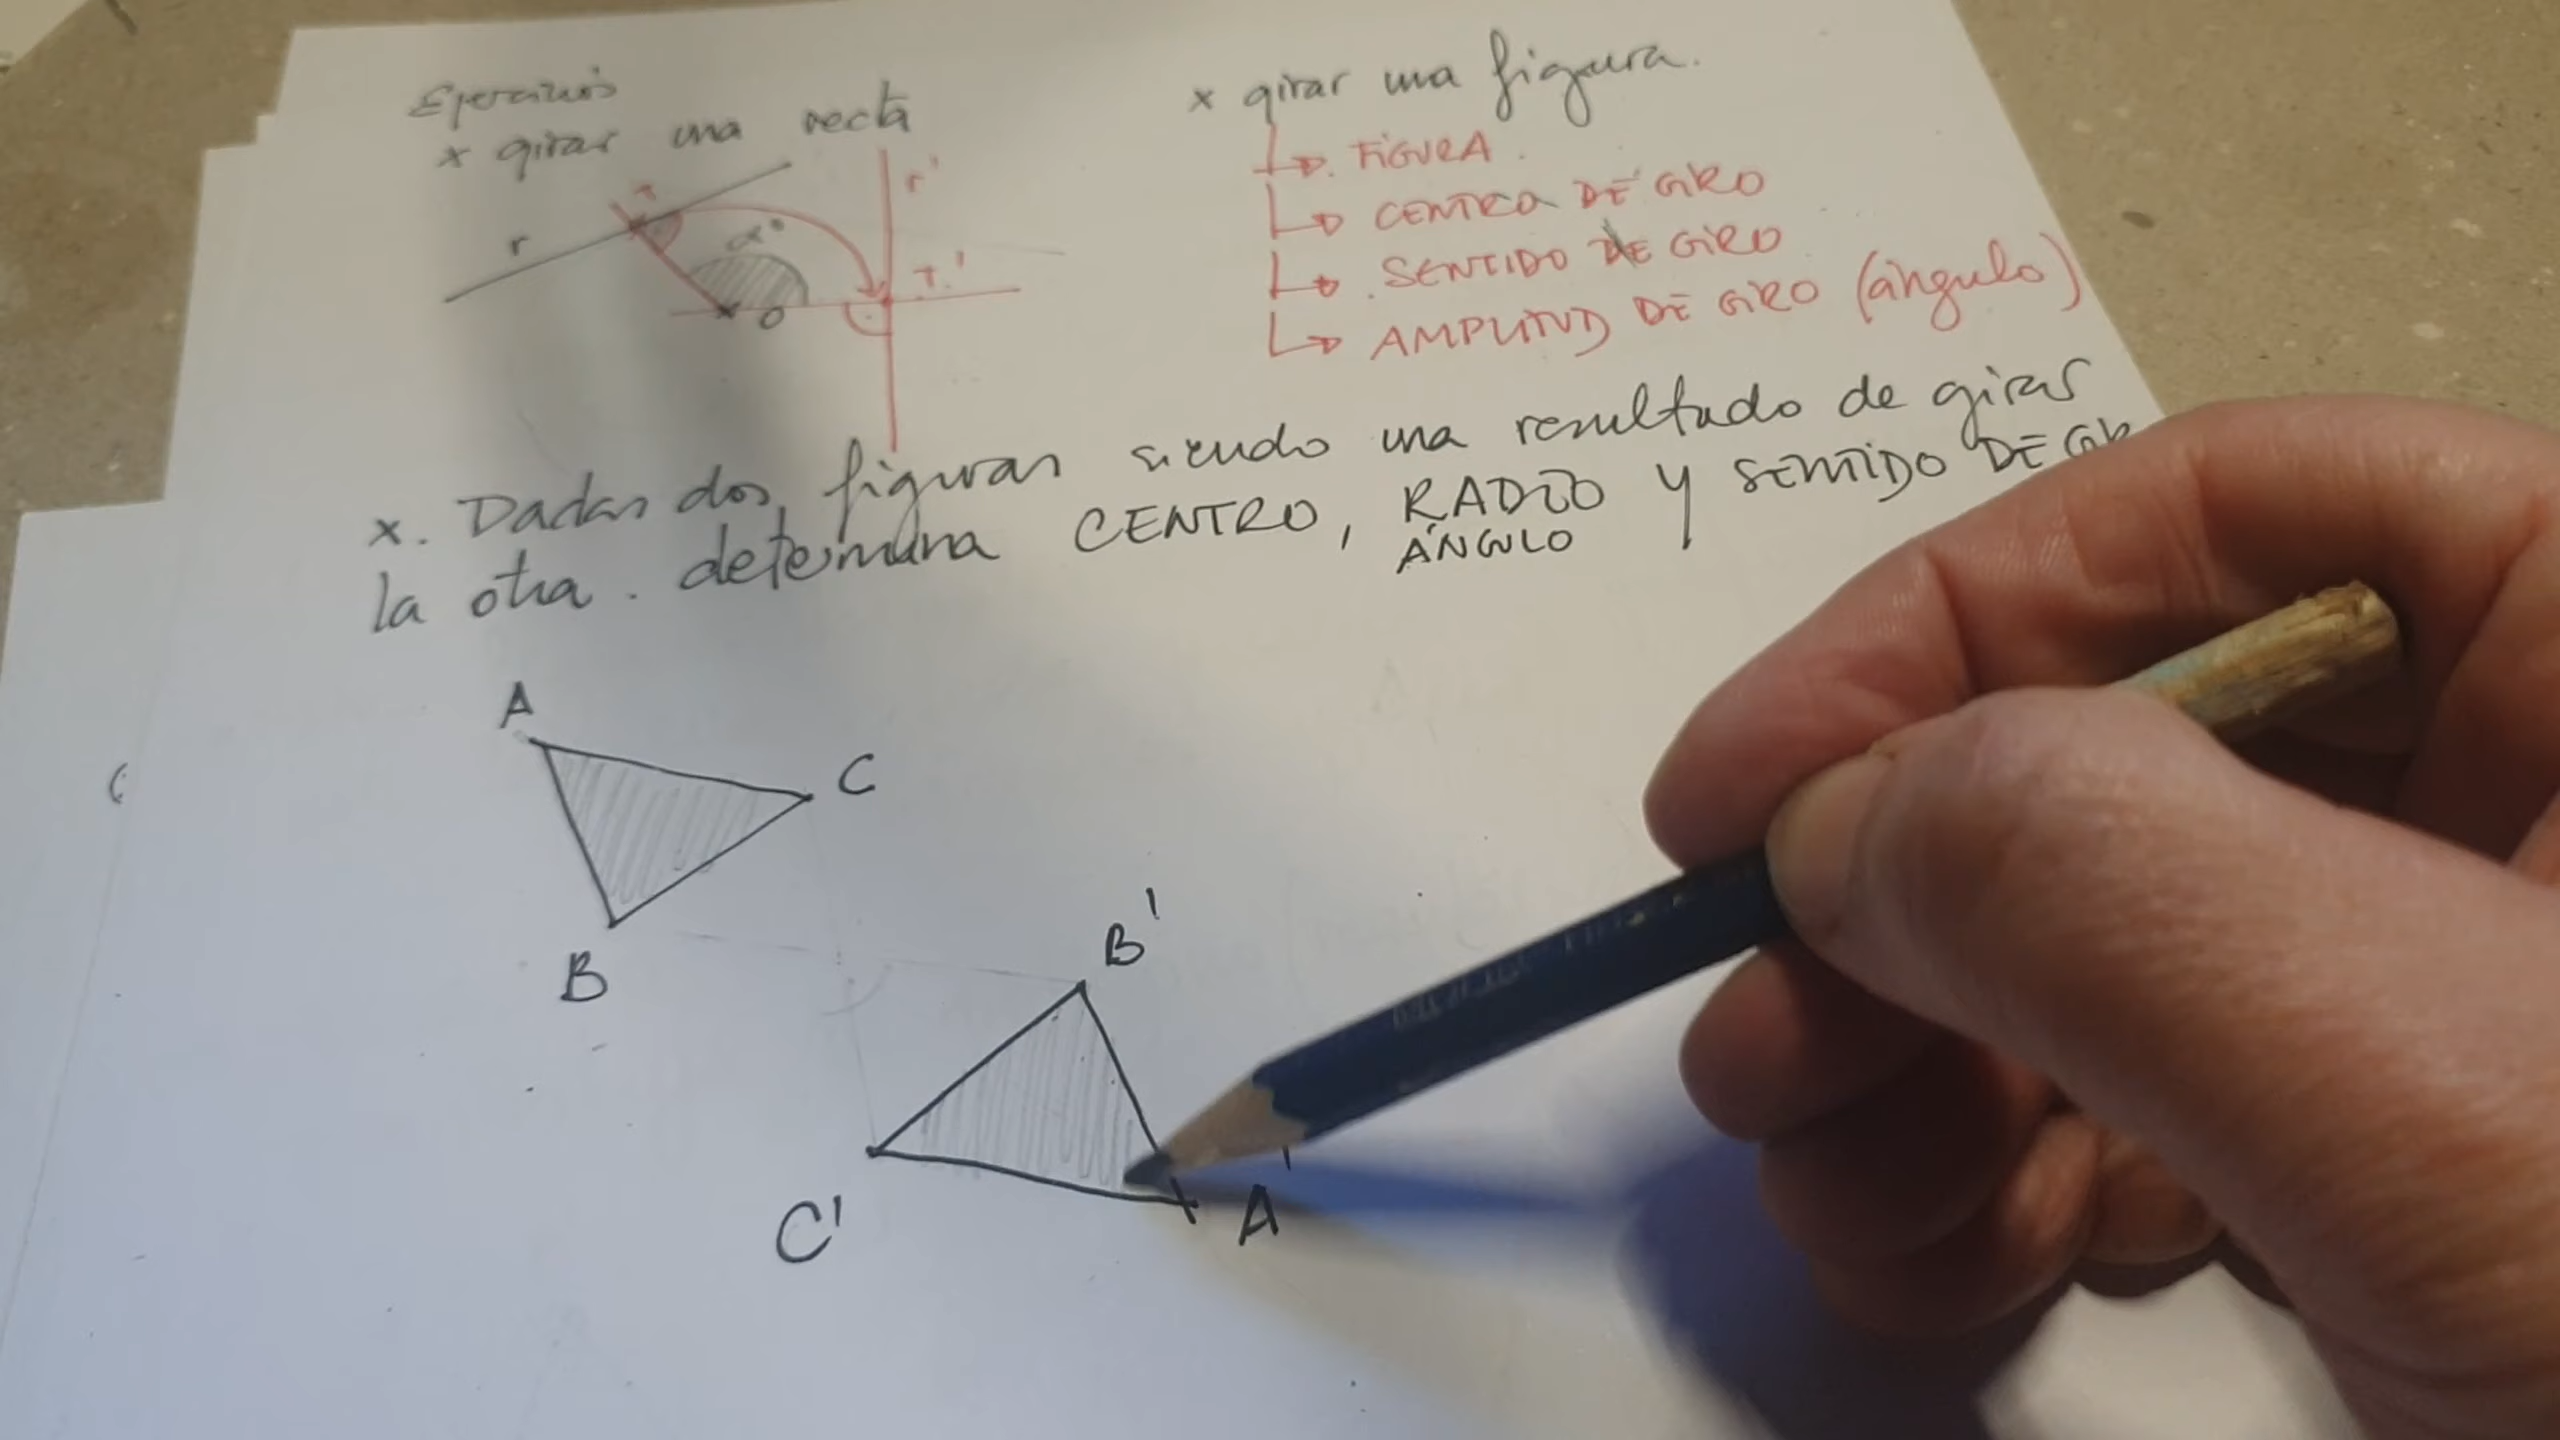 Ejercicios
x girar una recta
r
T
α°
O
T'
r'
x girar una figura.
FIGURA.
CENTRO DE GIRO
SENTIDO DE GIRO
AMPLITUD DE GIRO (ángulo)
x. Dadas dos figuras siendo una resultado de girar
la otra. determina CENTRO, RADIO y SENTIDO DE GI
ÁNGULO
A
C
B
B'
C'
A'